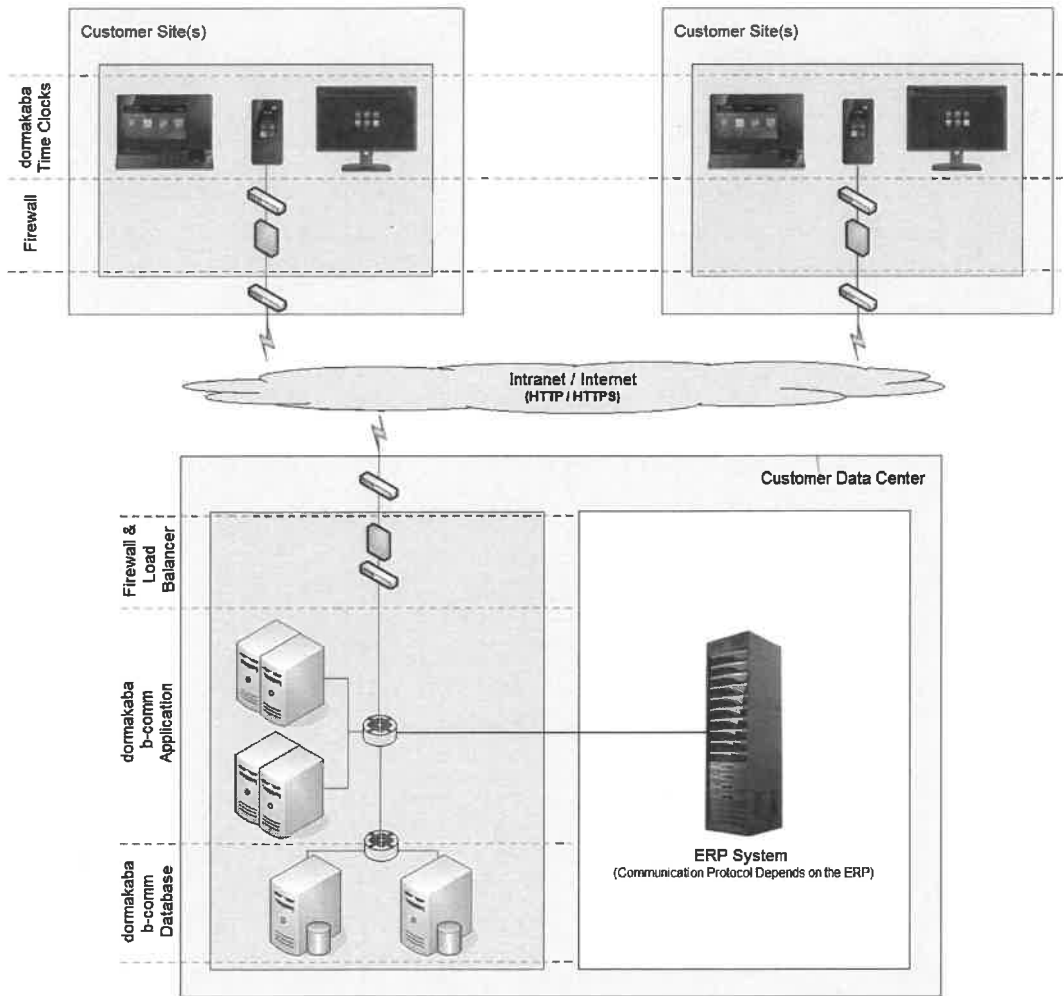 Customer Site(s)
Customer Site(s)
dormakaba
Time Clocks
Firewall
Intranet / Internet
(HTTP / HTTPS)
Customer Data Center
Firewall &
Load
Balancer
dormakaba
b-comm
Application
ERP System
(Communication Protocol Depends on the ERP)
dormakaba
b-comm
Database